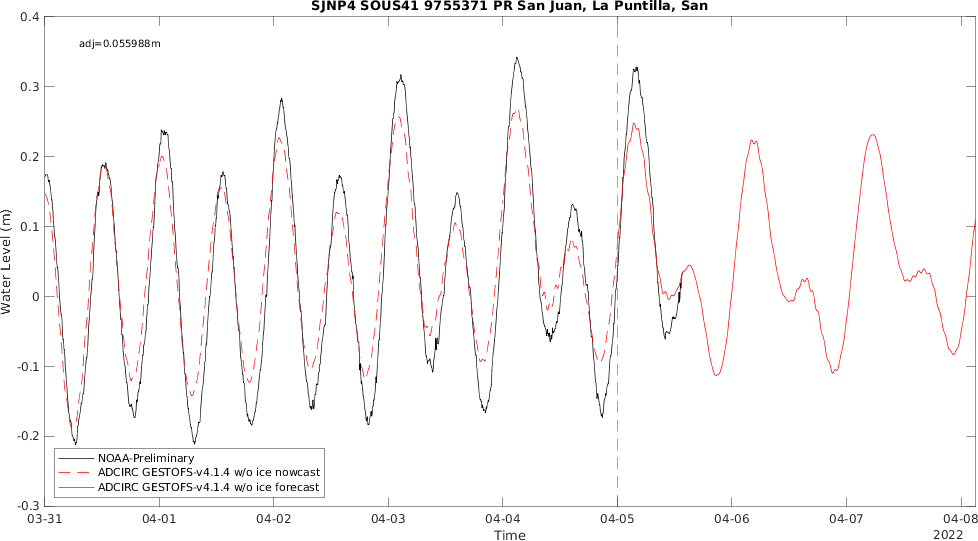 SJNP4 SOUS41 9755371 PR San Juan, La Puntilla, San
adj=0.055988m
0.4
0.3
0.2
0.1
0
-0.1
-0.2
-0.3
Water Level (m)
NOAA-Preliminary
ADCIRC GESTOFS-v4.1.4 w/o ice nowcast
ADCIRC GESTOFS-v4.1.4 w/o ice forecast
03-31 04-01 04-02 04-03 04-04 04-05 04-06 04-07 04-08
Time
2022